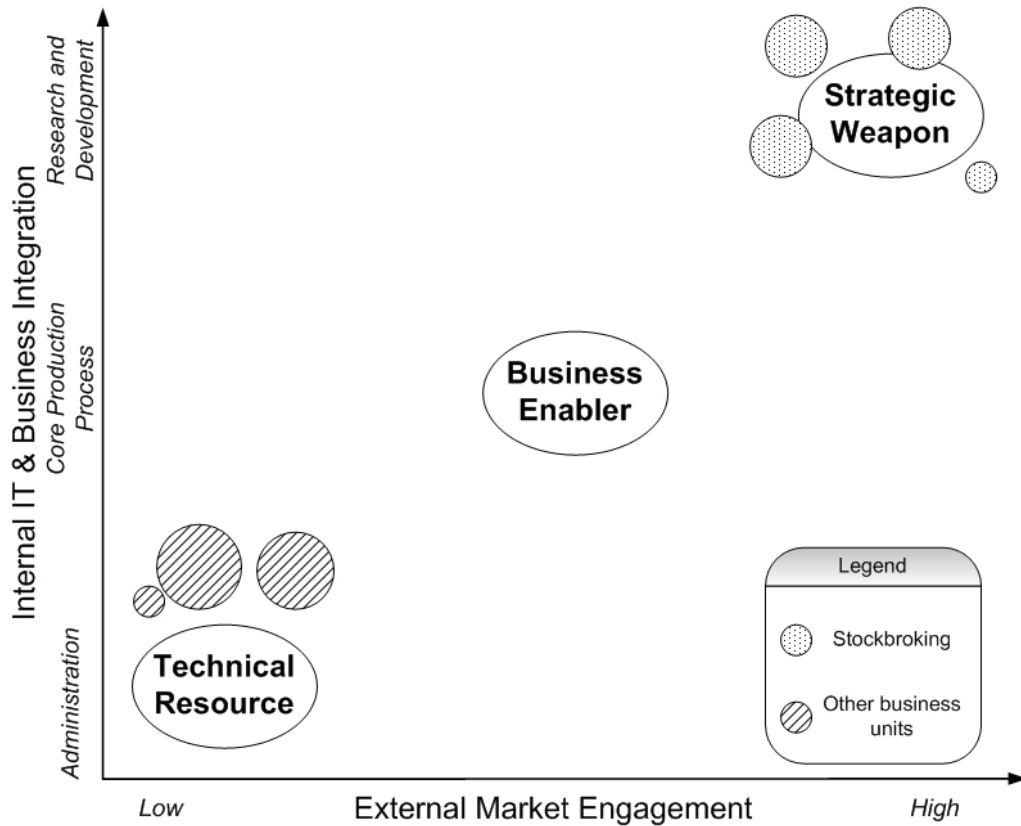 Internal IT & Business Integration
Research and
Development
Core Production
Process
Administration
Strategic
Weapon
Business
Enabler
Technical
Resource
Legend
Stockbroking
Other business
units
Low
External Market Engagement
High